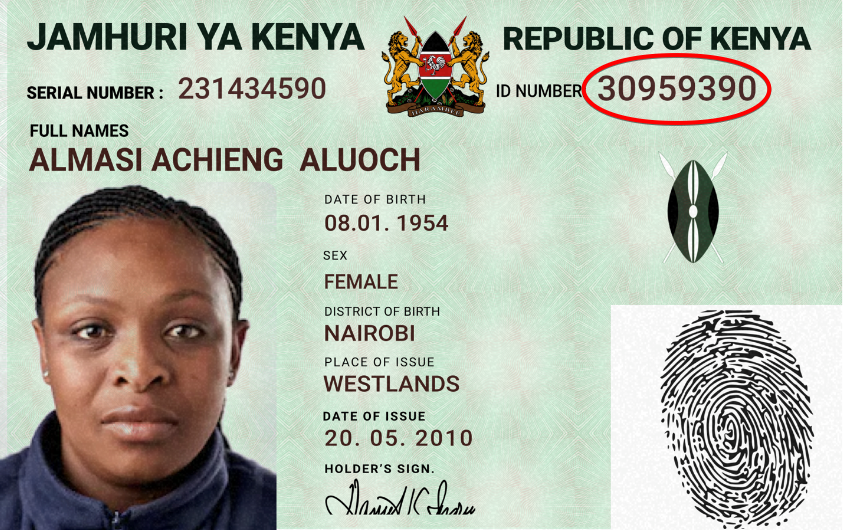 JAMHURI YA KENYA
REPUBLIC OF KENYA
SERIAL NUMBER : 231434590
ID NUMBER 30959390
FULL NAMES
ALMASI ACHIENG ALUOCH
DATE OF BIRTH
08.01. 1954
SEX
FEMALE
DISTRICT OF BIRTH
NAIROBI
PLACE OF ISSUE
WESTLANDS
DATE OF ISSUE
20. 05. 2010
HOLDER'S SIGN.